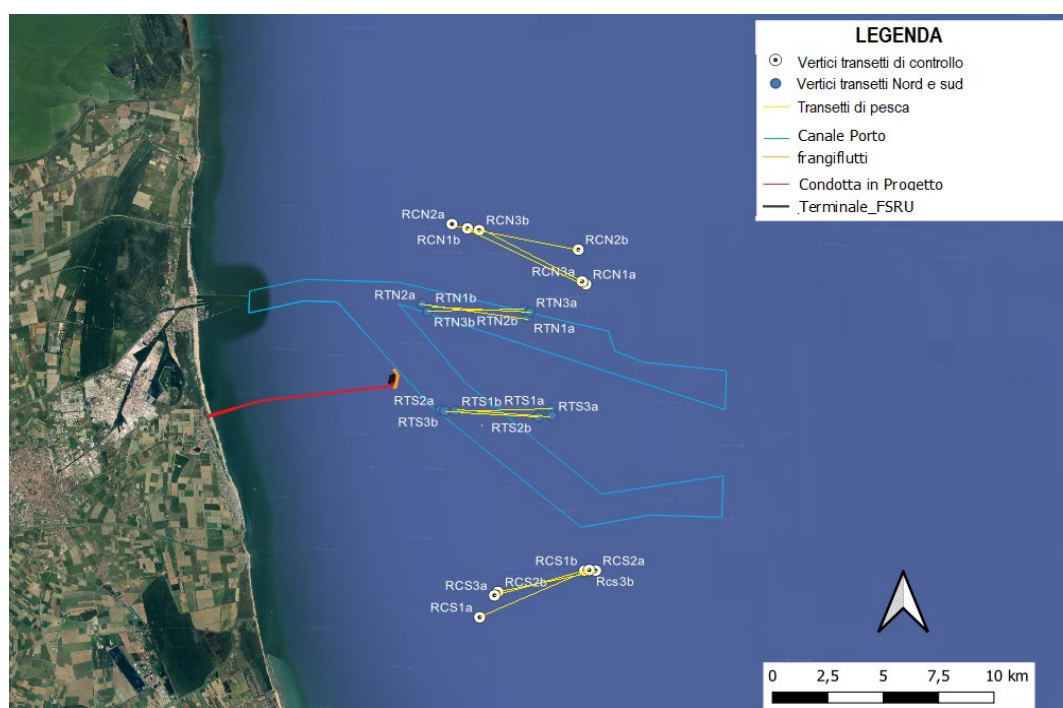 LEGENDA
Vertici transetti di controllo
Vertici transetti Nord e sud
Transetti di pesca
Canale Porto
frangiflutti
Condotta in Progetto
Terminale_FSRU
RCN2a
RCN3b
RCN1b
RCN2b
RCN3a
RCN1a
RTN2a
RTN1b
RTN3a
RTN3b
RTN2b
RTN1a
RTS2a
RTS1b
RTS1a
RTS3a
RTS3b
RTS2b
RCS1b
RCS2a
RCS3a
RCS2b
Rcs3b
RCS1a
0 2,5 5 7,5 10 km